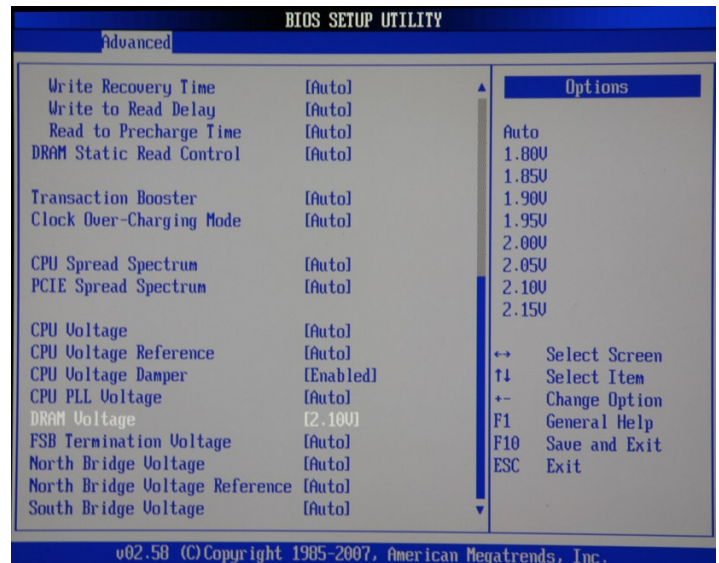 BIOS SETUP UTILITY
Advanced
Write Recovery Time [Auto]
Write to Read Delay [Auto]
Read to Precharge Time [Auto]
DRAM Static Read Control [Auto]
Transaction Booster [Auto]
Clock Over-Charging Mode [Auto]
CPU Spread Spectrum [Auto]
PCIE Spread Spectrum [Auto]
CPU Voltage [Auto]
CPU Voltage Reference [Auto]
CPU Voltage Damper [Enabled]
CPU PLL Voltage [Auto]
DRAM Voltage [2.10V]
FSB Termination Voltage [Auto]
North Bridge Voltage [Auto]
North Bridge Voltage Reference [Auto]
South Bridge Voltage [Auto]
Options
Auto
1.80V
1.85V
1.90V
1.95V
2.00V
2.05V
2.10V
2.15V
↔ Select Screen
↑↓ Select Item
+- Change Option
F1 General Help
F10 Save and Exit
ESC Exit
v02.58 (C)Copyright 1985-2007, American Megatrends, Inc.